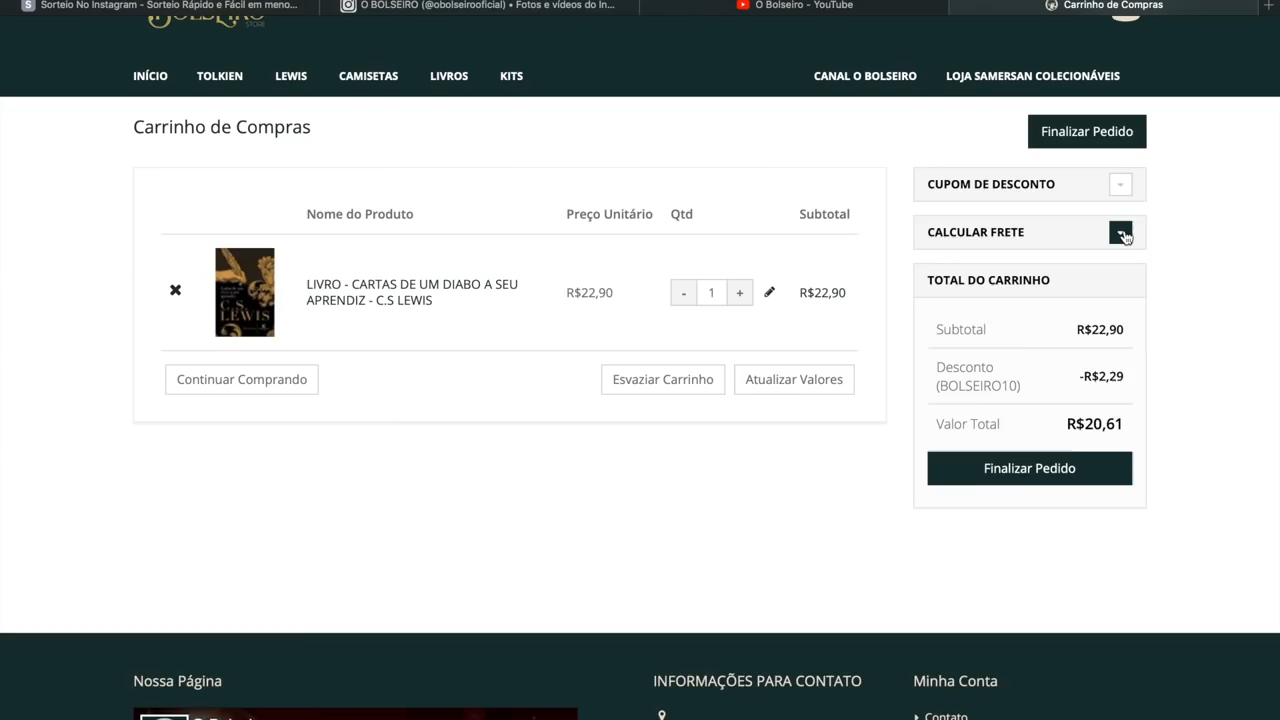 Sorteio No Instagram - Sorteio Rápido e Fácil em meno...
O BOLSEIRO (@obolseirooficial) • Fotos e vídeos do In...
O Bolseiro - YouTube
Carrinho de Compras
BOLSEIRO
STORE
INÍCIO
TOLKIEN
LEWIS
CAMISETAS
LIVROS
KITS
CANAL O BOLSEIRO
LOJA SAMERSAN COLECIONÁVEIS
Carrinho de Compras
Finalizar Pedido
Nome do Produto
Preço Unitário
Qtd
Subtotal
C.S.
LEWIS
LIVRO - CARTAS DE UM DIABO A SEU
APRENDIZ - C.S LEWIS
R$22,90
- 1 +
R$22,90
Continuar Comprando
Esvaziar Carrinho
Atualizar Valores
CUPOM DE DESCONTO
CALCULAR FRETE
TOTAL DO CARRINHO
Subtotal
R$22,90
Desconto
(BOLSEIRO10)
-R$2,29
Valor Total
R$20,61
Finalizar Pedido
Nossa Página
INFORMAÇÕES PARA CONTATO
Minha Conta
Contato